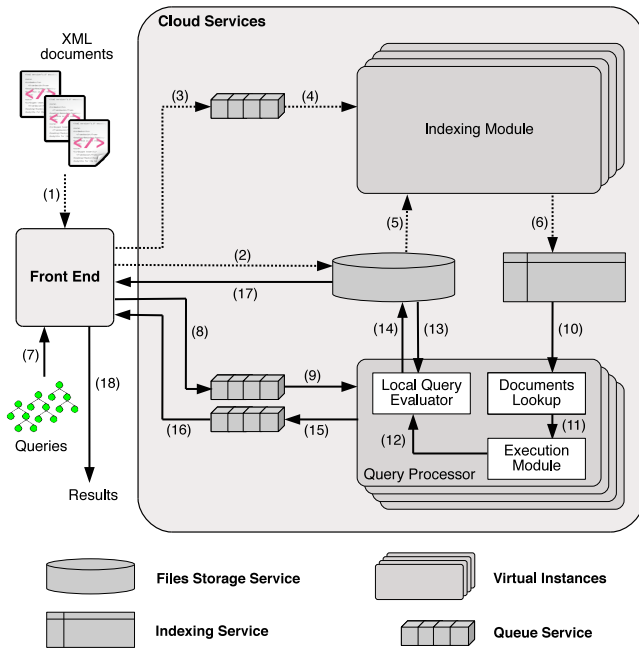 Cloud Services
XML
documents
(3)
(4)
Indexing Module
(1)
(5)
(6)
(2)
Front End
(17)
(8)
(14)
(13)
(10)
(7)
(18)
(9)
Local Query
Evaluator
Documents
Lookup
(16)
(15)
(12)
(11)
Execution
Module
Queries
Query Processor
Results
Files Storage Service
Virtual Instances
Indexing Service
Queue Service